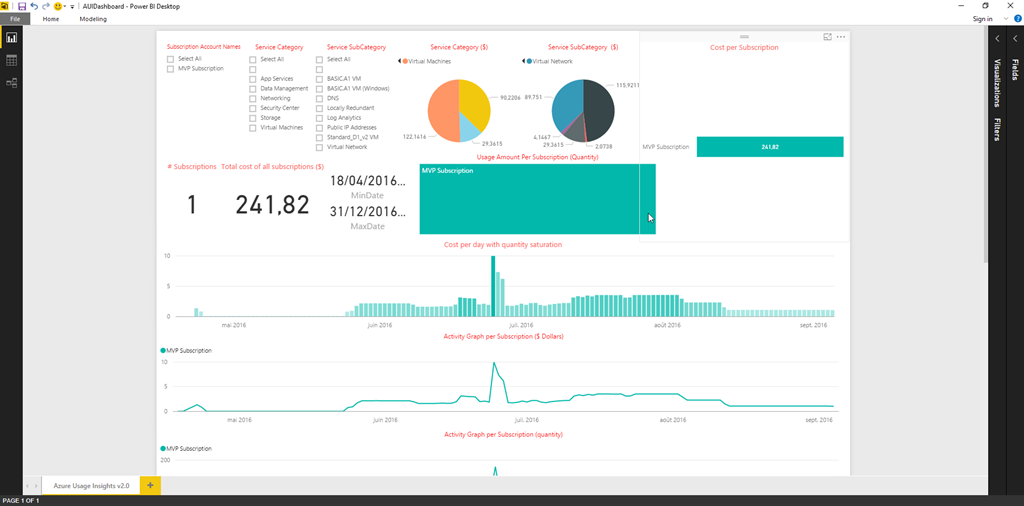 AUIDashboard - Power BI Desktop
File Home Modeling
Sign in
Subscription Account Names
Select All
MVP Subscription
Service Category
Select All
App Services
Data Management
Networking
Security Center
Storage
Virtual Machines
Service SubCategory
Select All
BASIC.A1 VM
BASIC.A1 VM (Windows)
DNS
Locally Redundant
Log Analytics
Public IP Addresses
Standard_D1_v2 VM
Virtual Network
Service Category ($)
Virtual Machines
90.2206
122.1416
29.3615
Service SubCategory ($)
Virtual Network
115.9211
89.751
4.1467
29.3615
2.0738
Cost per Subscription
MVP Subscription
241,82
# Subscriptions
1
Total cost of all subscriptions ($)
241,82
18/04/2016...
MinDate
31/12/2016...
MaxDate
Usage Amount Per Subscription (Quantity)
MVP Subscription
Cost per day with quantity saturation
10
5
0
mai 2016 juin 2016 juil. 2016 août 2016 sept. 2016
Activity Graph per Subscription ($ Dollars)
MVP Subscription
10
5
0
mai 2016 juin 2016 juil. 2016 août 2016 sept. 2016
Activity Graph per Subscription (quantity)
MVP Subscription
200
Visualizations
Filters
Fields
Azure Usage Insights v2.0
PAGE 1 OF 1